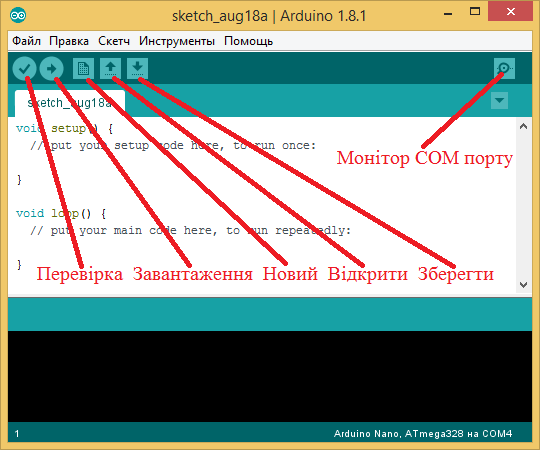 sketch_aug18a | Arduino 1.8.1
Файл Правка Скетч Инструменты Помощь
sketch_aug18a
void setup() {
// put your setup code here, to run once:
}
void loop() {
// put your main code here, to run repeatedly:
}
Монітор COM порту
Перевірка Завантаження Новий Відкрити Зберегти
1
Arduino Nano, ATmega328 на COM4